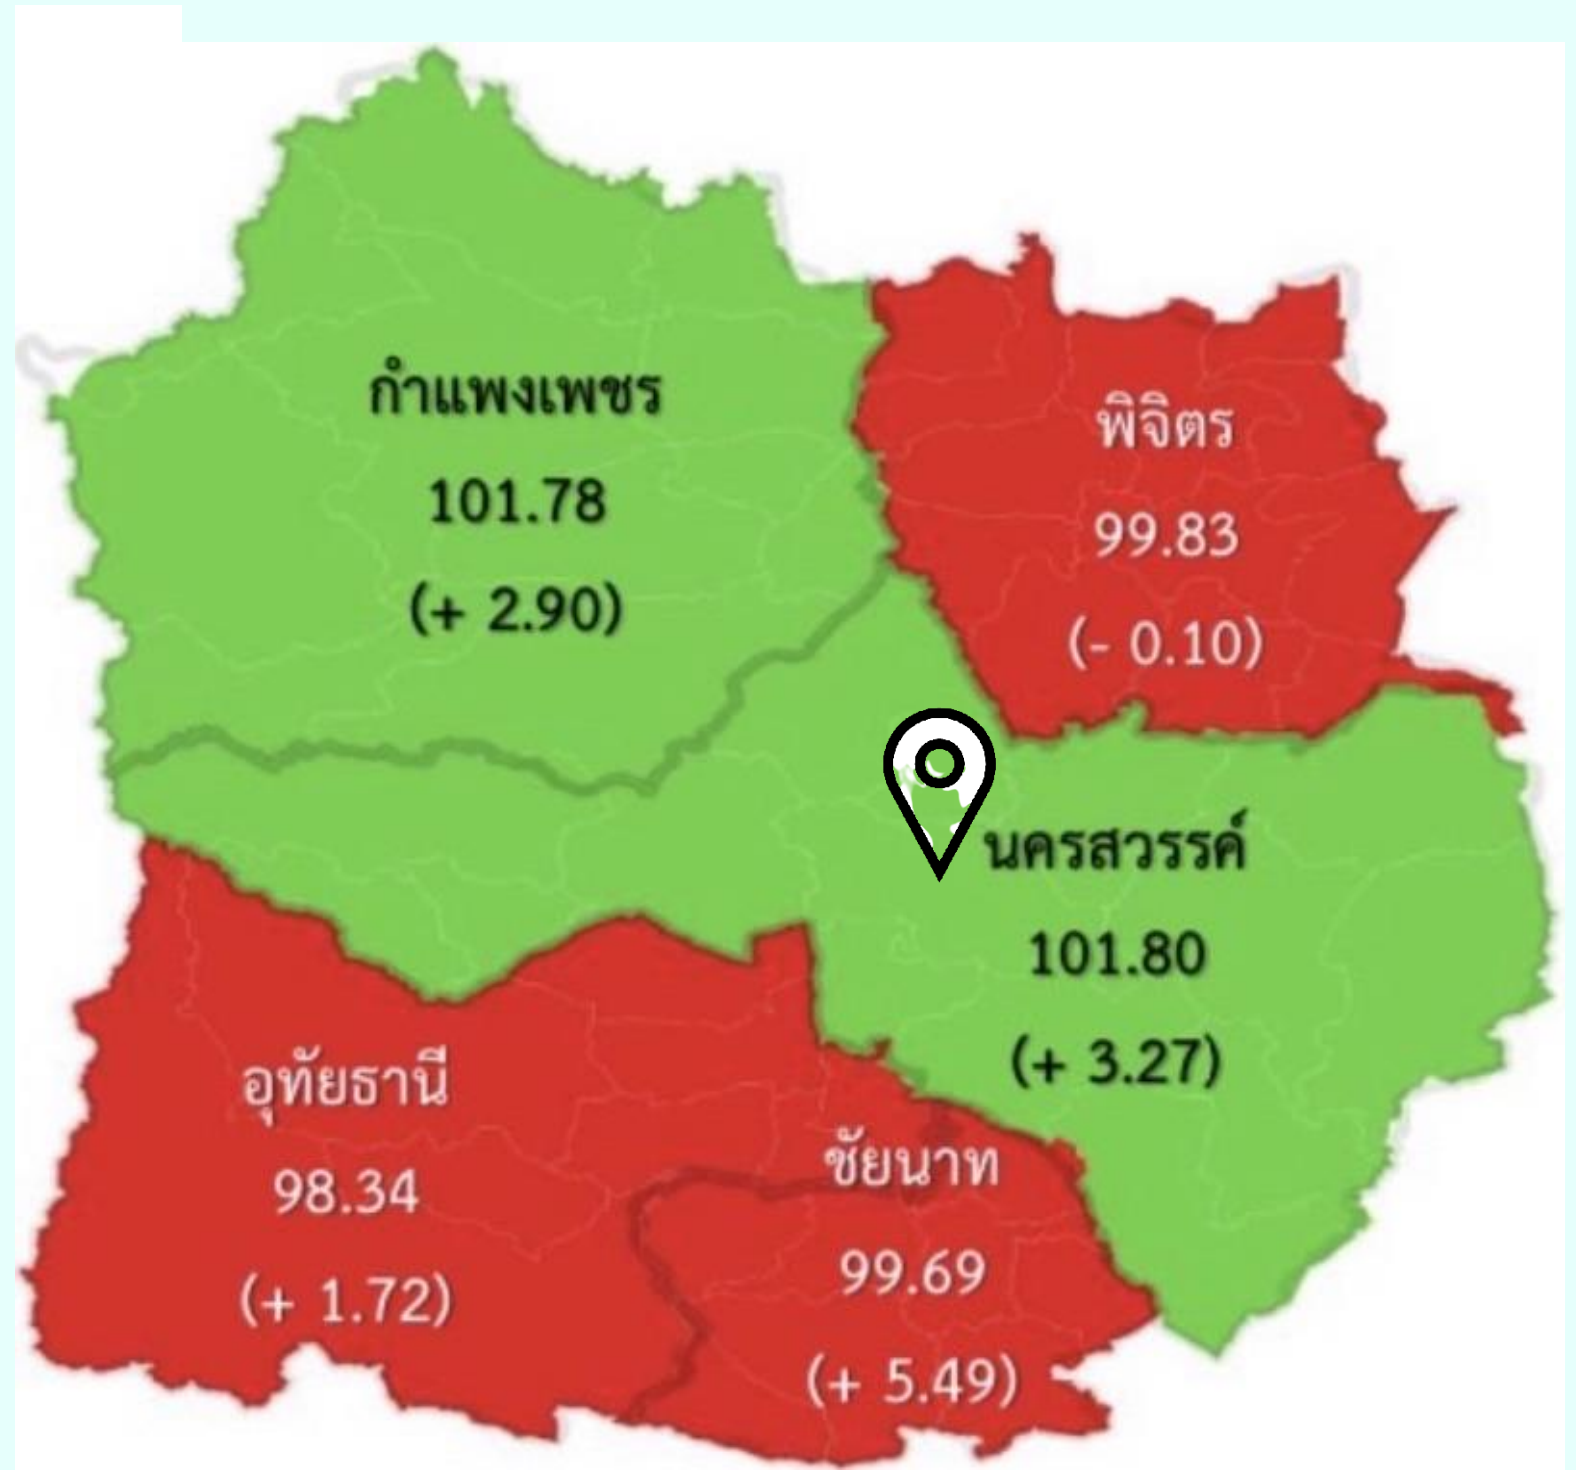 กำแพงเพชร
101.78
(+ 2.90)
พิจิตร
99.83
(- 0.10)
นครสวรรค์
101.80
(+ 3.27)
อุทัยธานี
98.34
(+ 1.72)
ชัยนาท
99.69
(+ 5.49)